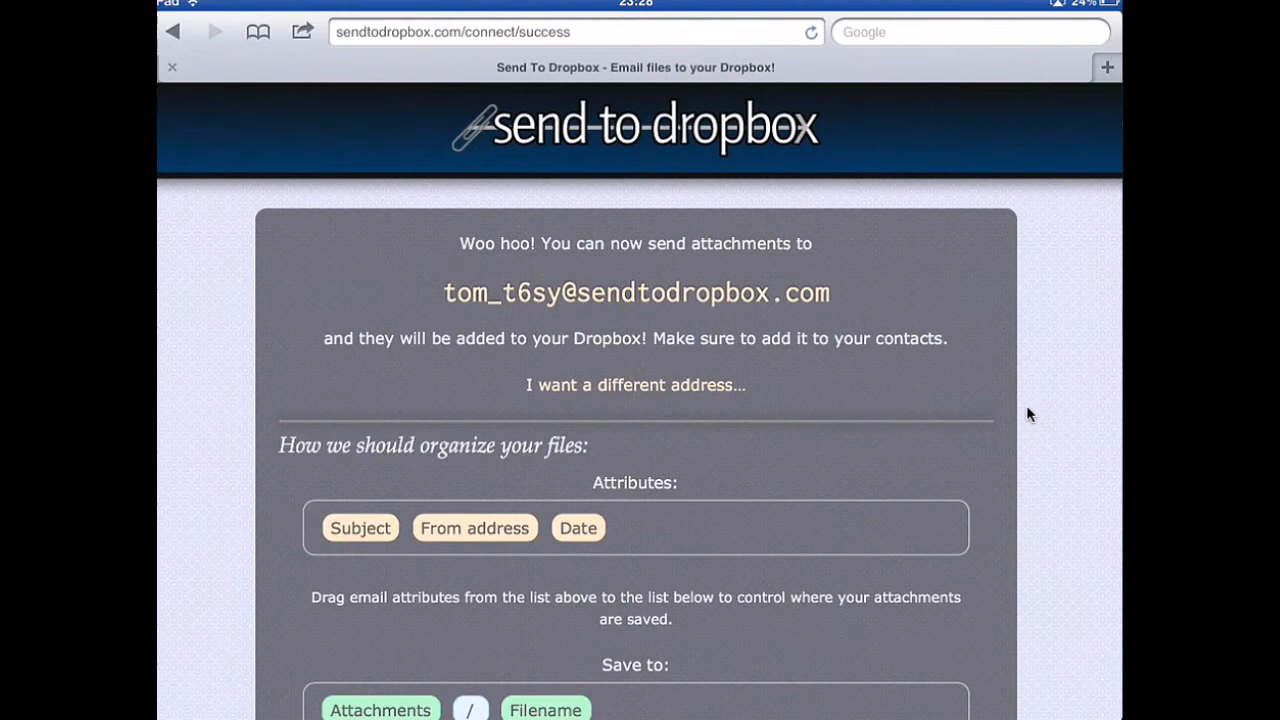 Pad 23:28 24%
sendtodropbox.com/connect/success Google
Send To Dropbox - Email files to your Dropbox!
send-to-dropbox
Woo hoo! You can now send attachments to
tom_t6sy@sendtodropbox.com
and they will be added to your Dropbox! Make sure to add it to your contacts.
I want a different address...
How we should organize your files:
Attributes:
Subject From address Date
Drag email attributes from the list above to the list below to control where your attachments
are saved.
Save to:
Attachments / Filename